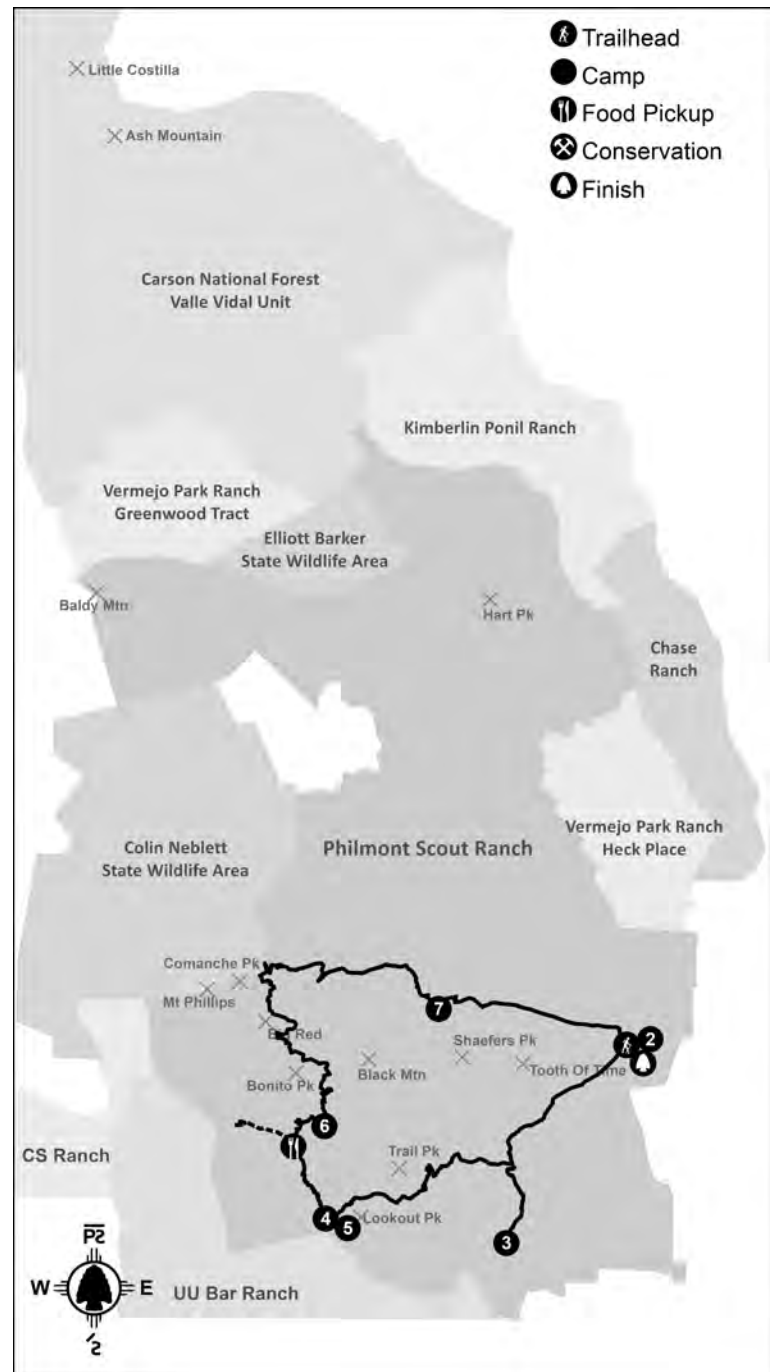 Trailhead
Camp
Food Pickup
Conservation
Finish
Little Costilla
Ash Mountain
Carson National Forest
Valle Vidal Unit
Kimberlin Ponil Ranch
Vermejo Park Ranch
Greenwood Tract
Elliott Barker
State Wildlife Area
Baldy Mtn
Hart Pk
Chase
Ranch
Colin Neblett
State Wildlife Area
Philmont Scout Ranch
Vermejo Park Ranch
Heck Place
Comanche Pk
Mt Phillips
7
Red
Shaefers Pk
2
Black Mtn
Tooth Of Time
Bonito Pk
6
CS Ranch
Trail Pk
4
5
Lookout Pk
3
W
E
UU Bar Ranch